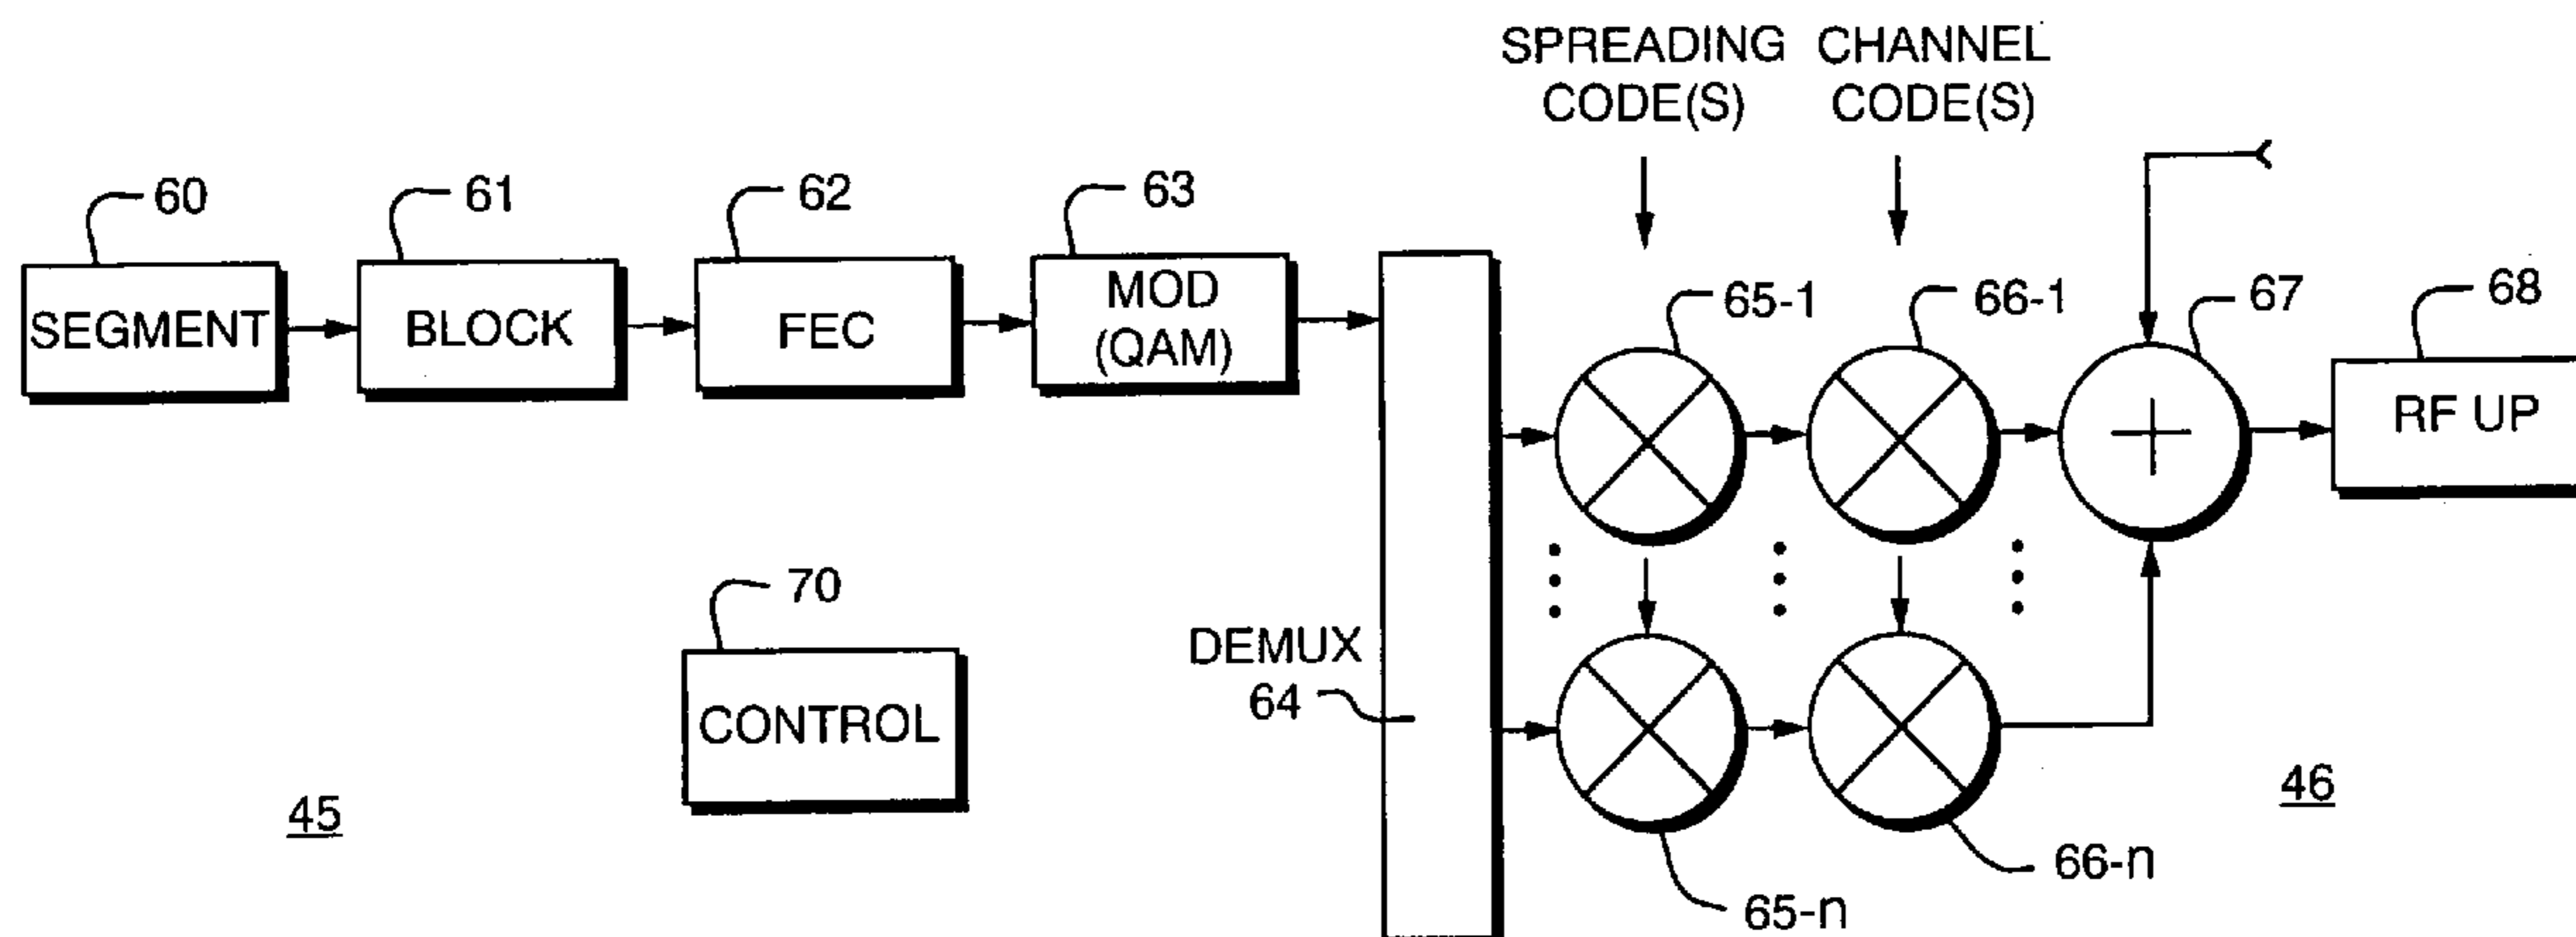 SPREADING CODE(S)
CHANNEL CODE(S)
60
61
62
63
65-1
66-1
67
68
SEGMENT
BLOCK
FEC
MOD (QAM)
RF UP
70
CONTROL
DEMUX
64
45
46
66-n
65-n